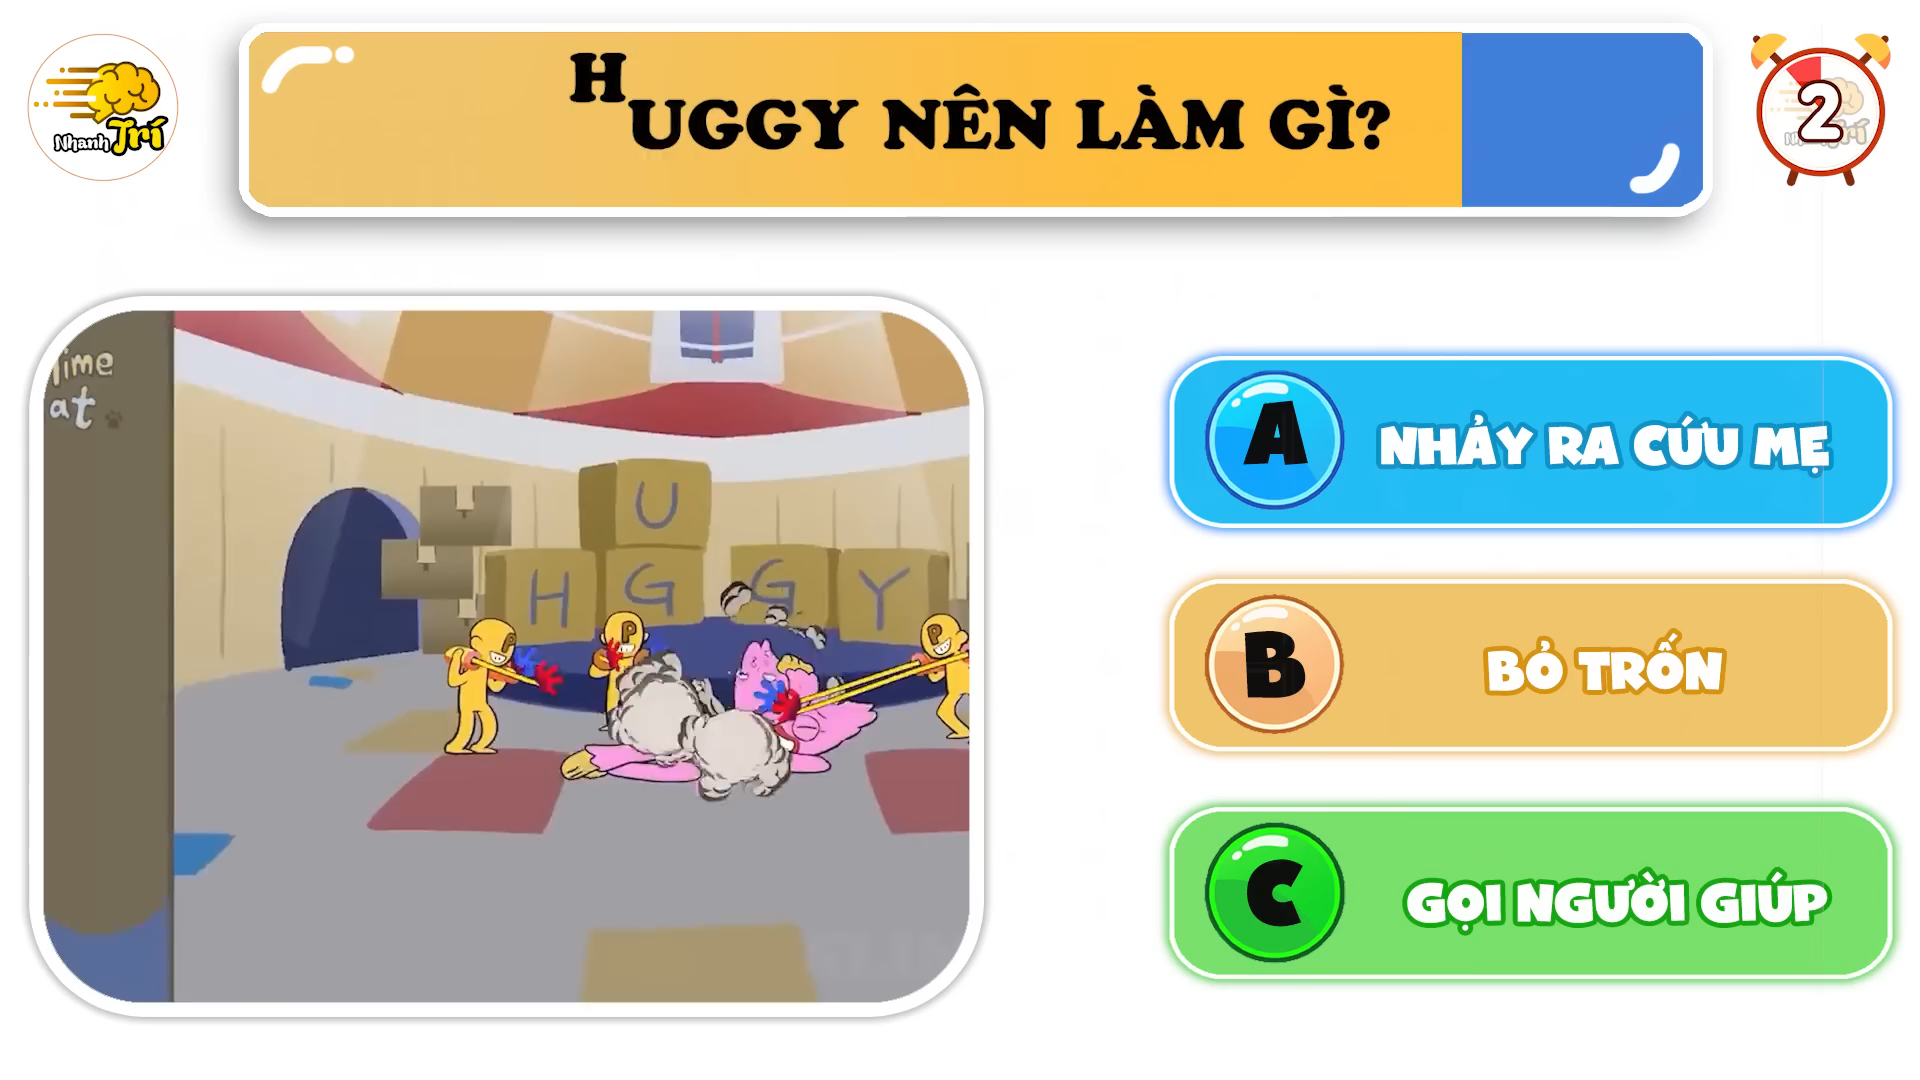 Nhanh Trí
HUGGY NÊN LÀM GÌ?
2
ime
at
U
H G G Y
P P P
A NHẢY RA CỨU MẸ
B BỎ TRỐN
C GỌI NGƯỜI GIÚP